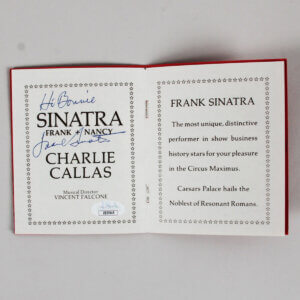 Hi Bonnie
SINATRA
FRANK + NANCY
Frank Sinatra
CHARLIE
CALLAS
Musical Director
VINCENT FALCONE
JSA
FRANK SINATRA
The most unique, distinctive
performer in show business
history stars for your pleasure
in the Circus Maximus.
Caesars Palace hails the
Noblest of Resonant Romans.